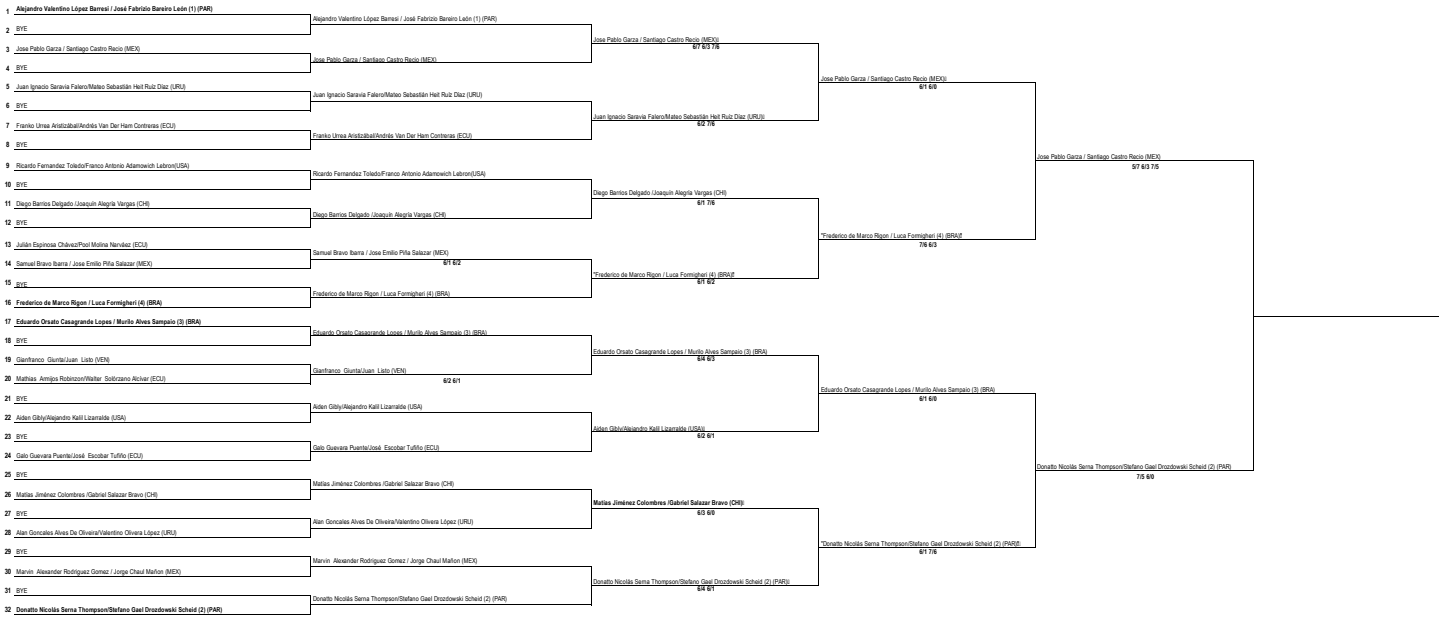 1 Alejandro Valentino López Barresi / José Fabrizio Bareiro León (1) (PAR)
2 BYE
3 Jose Pablo Garza / Santiago Castro Recio (MEX)
4 BYE
5 Juan Ignacio Saravia Falero/Mateo Sebastián Heit Ruíz Díaz (URU)
6 BYE
7 Franko Urrea Aristizábal/Andrés Van Der Ham Contreras (ECU)
8 BYE
9 Ricardo Fernandez Toledo/Franco Antonio Adamowich Lebron(USA)
10 BYE
11 Diego Barrios Delgado /Joaquín Alegría Vargas (CHI)
12 BYE
13 Julián Espinosa Chávez/Pool Molina Narváez (ECU)
14 Samuel Bravo Ibarra / Jose Emilio Piña Salazar (MEX)
15 BYE
16 Frederico de Marco Rigon / Luca Formigheri (4) (BRA)
17 Eduardo Orsato Casagrande Lopes / Murilo Alves Sampaio (3) (BRA)
18 BYE
19 Gianfranco Giunta/Juan Listo (VEN)
20 Mathias Armijos Robinzon/Walter Solórzano Alcívar (ECU)
21 BYE
22 Aiden Gibly/Alejandro Kalil Lizarralde (USA)
23 BYE
24 Galo Guevara Puente/José Escobar Tufiño (ECU)
25 BYE
26 Matías Jiménez Colombres /Gabriel Salazar Bravo (CHI)
27 BYE
28 Alan Goncales Alves De Oliveira/Valentino Olivera López (URU)
29 BYE
30 Marvin Alexander Rodriguez Gomez / Jorge Chaul Mañon (MEX)
31 BYE
32 Donatto Nicolás Serna Thompson/Stefano Gael Drozdowski Scheid (2) (PAR)
Alejandro Valentino López Barresi / José Fabrizio Bareiro León (1) (PAR)
Jose Pablo Garza / Santiago Castro Recio (MEX)
Juan Ignacio Saravia Falero/Mateo Sebastián Heit Ruíz Díaz (URU)
Franko Urrea Aristizábal/Andrés Van Der Ham Contreras (ECU)
Ricardo Fernandez Toledo/Franco Antonio Adamowich Lebron(USA)
Diego Barrios Delgado /Joaquín Alegría Vargas (CHI)
Samuel Bravo Ibarra / Jose Emilio Piña Salazar (MEX)
6/1 6/2
Frederico de Marco Rigon / Luca Formigheri (4) (BRA)
Eduardo Orsato Casagrande Lopes / Murilo Alves Sampaio (3) (BRA)
Gianfranco Giunta/Juan Listo (VEN)
6/2 6/1
Aiden Gibly/Alejandro Kalil Lizarralde (USA)
Galo Guevara Puente/José Escobar Tufiño (ECU)
Matías Jiménez Colombres /Gabriel Salazar Bravo (CHI)
Alan Goncales Alves De Oliveira/Valentino Olivera López (URU)
Marvin Alexander Rodriguez Gomez / Jorge Chaul Mañon (MEX)
Donatto Nicolás Serna Thompson/Stefano Gael Drozdowski Scheid (2) (PAR)
Jose Pablo Garza / Santiago Castro Recio (MEX)
6/7 6/3 7/6
Juan Ignacio Saravia Falero/Mateo Sebastián Heit Ruíz Díaz (URU)
6/2 7/6
Diego Barrios Delgado /Joaquín Alegría Vargas (CHI)
6/1 7/6
"Frederico de Marco Rigon / Luca Formigheri (4) (BRA)
6/1 6/2
Eduardo Orsato Casagrande Lopes / Murilo Alves Sampaio (3) (BRA)
6/4 6/3
Aiden Gibly/Alejandro Kalil Lizarralde (USA)
6/2 6/1
Matías Jiménez Colombres /Gabriel Salazar Bravo (CHI)
6/3 6/0
Donatto Nicolás Serna Thompson/Stefano Gael Drozdowski Scheid (2) (PAR)
6/4 6/1
Jose Pablo Garza / Santiago Castro Recio (MEX)
6/1 6/0
"Frederico de Marco Rigon / Luca Formigheri (4) (BRA)
7/6 6/3
Eduardo Orsato Casagrande Lopes / Murilo Alves Sampaio (3) (BRA)
6/1 6/0
"Donatto Nicolás Serna Thompson/Stefano Gael Drozdowski Scheid (2) (PAR)
6/1 7/6
Jose Pablo Garza / Santiago Castro Recio (MEX)
5/7 6/3 7/5
Donatto Nicolás Serna Thompson/Stefano Gael Drozdowski Scheid (2) (PAR)
7/5 6/0